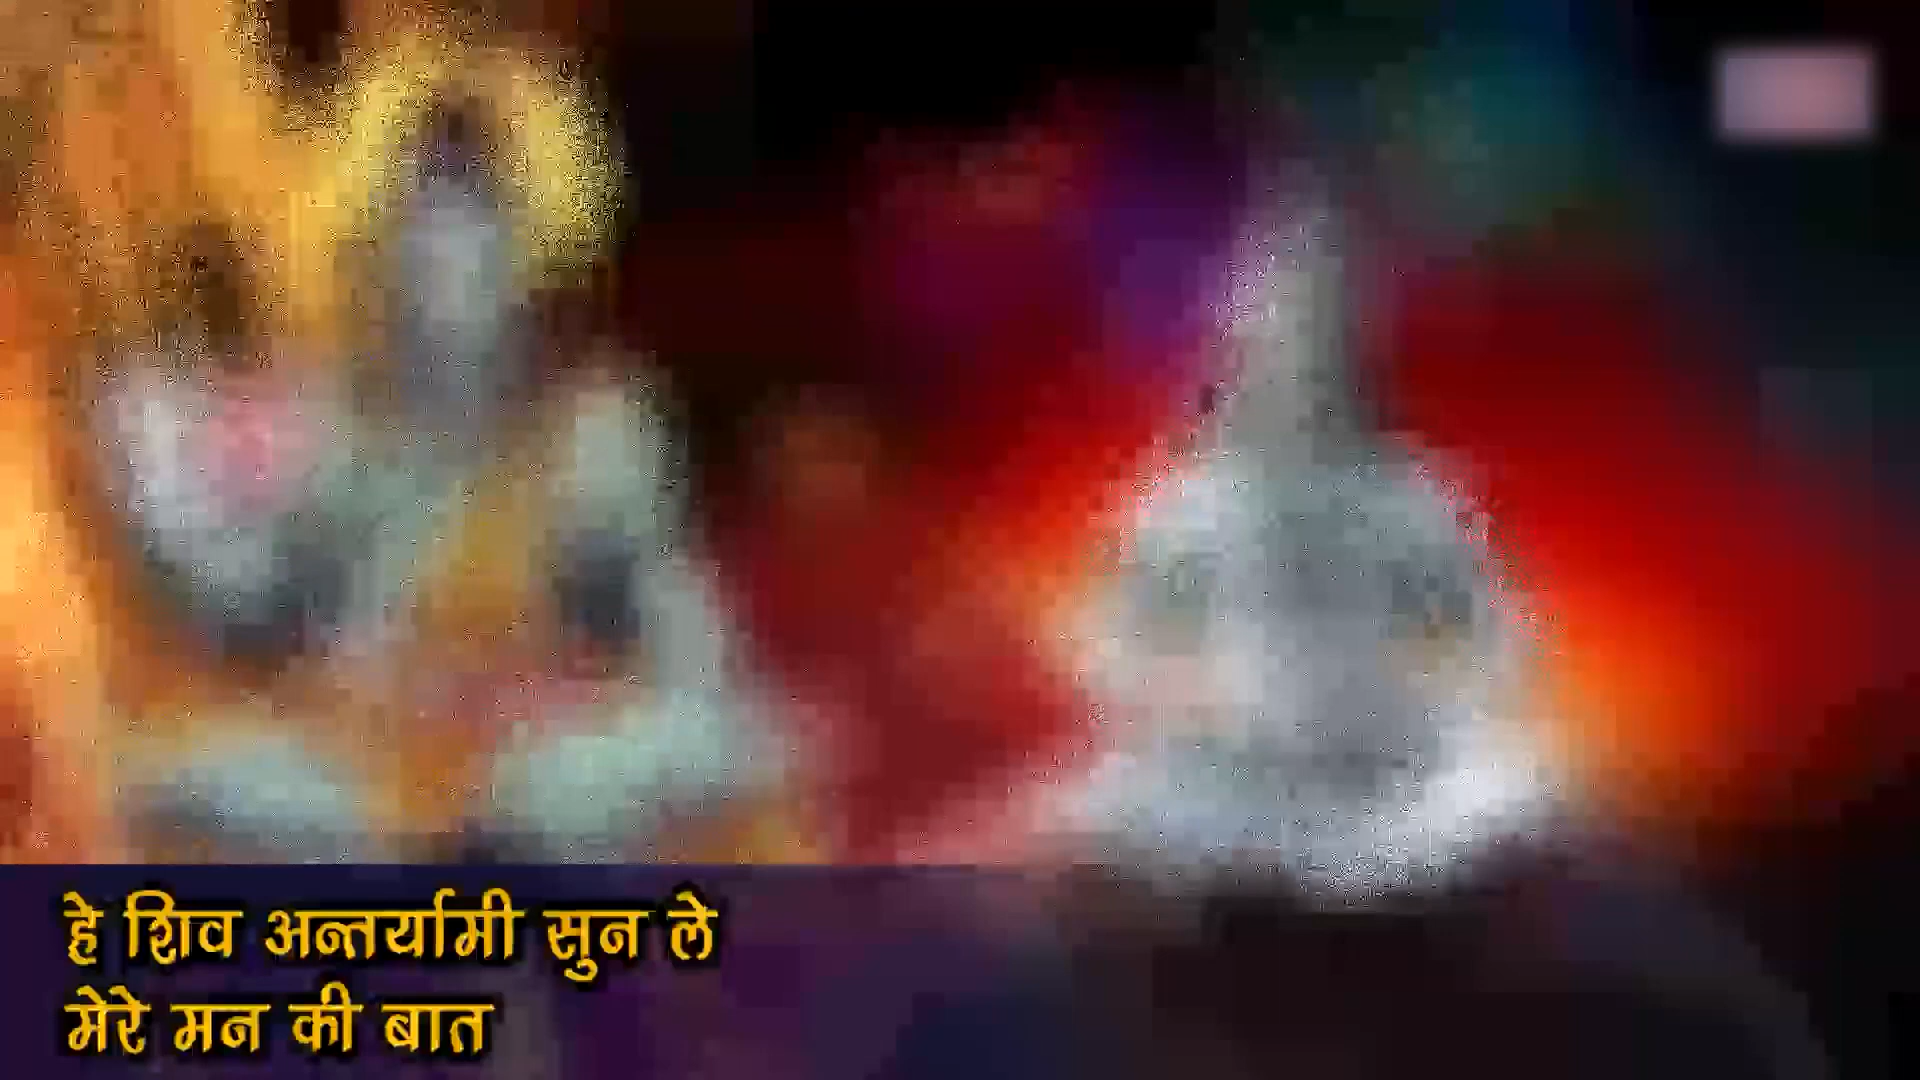 हे शिव अन्तर्यामी सुन ले
मेरे मन की बात